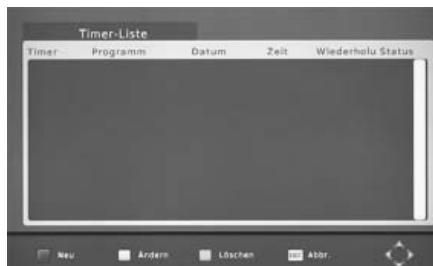 Timer-Liste
Timer Programm Datum Zeit Wiederholu Status
Neu Ändern Löschen Abbr.